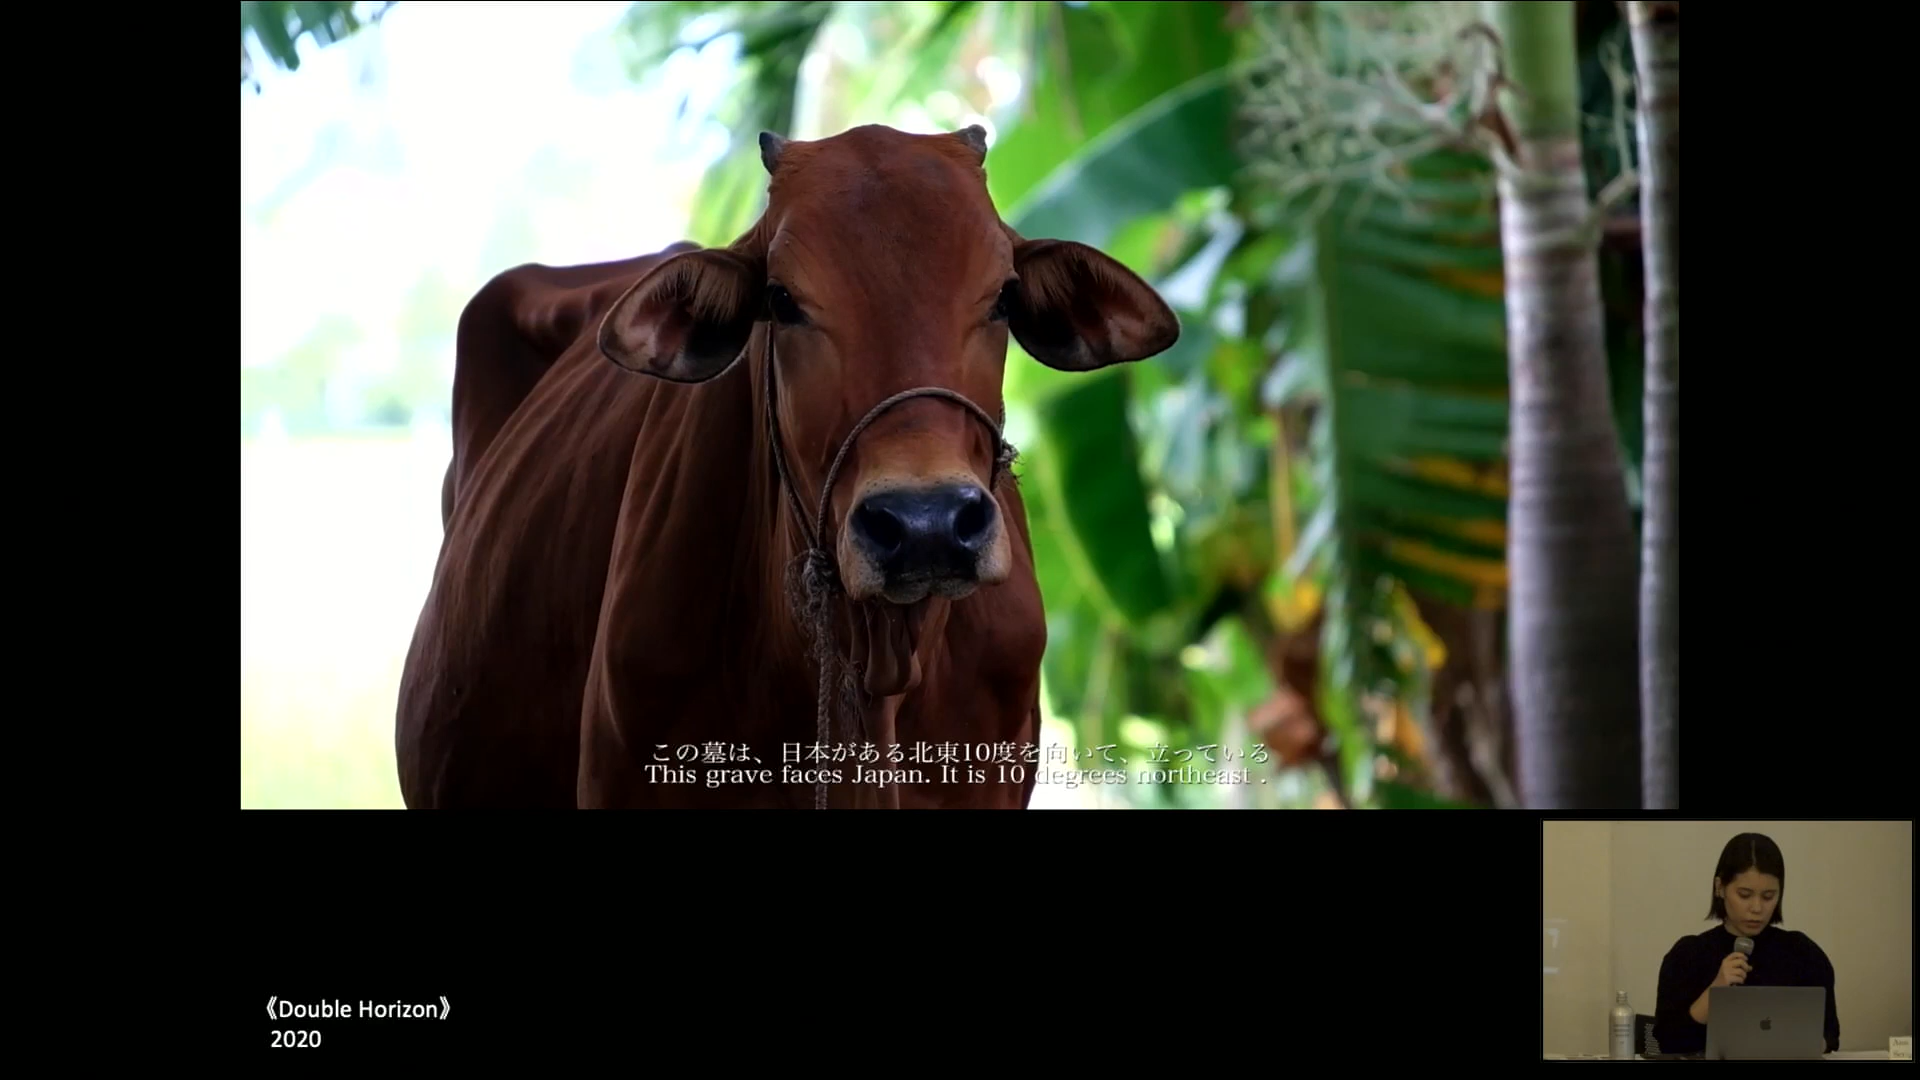 この墓は、日本がある北東10度を向いて、立っている
This grave faces Japan. It is 10 degrees northeast .
《Double Horizon》
2020